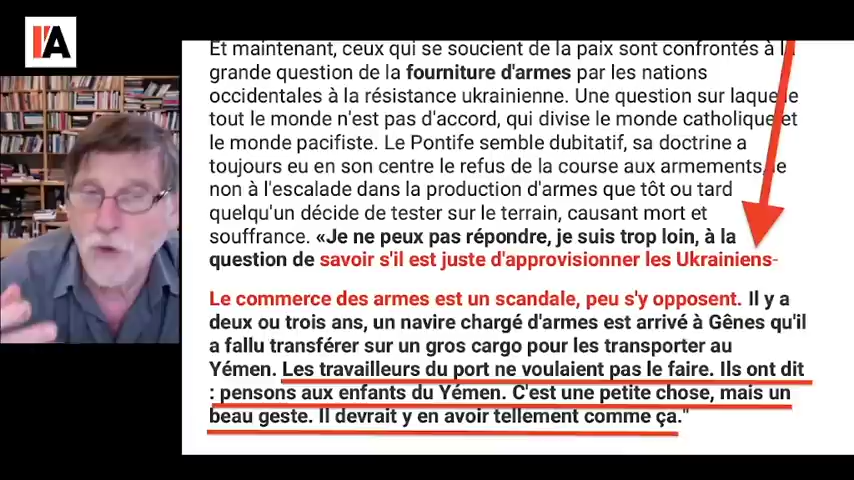 I'A
Et maintenant, ceux qui se soucient de la paix sont confrontés à la
grande question de la fourniture d'armes par les nations
occidentales à la résistance ukrainienne. Une question sur laquelle
tout le monde n'est pas d'accord, qui divise le monde catholique et
le monde pacifiste. Le Pontife semble dubitatif, sa doctrine a
toujours eu en son centre le refus de la course aux armements, le
non à l'escalade dans la production d'armes que tôt ou tard
quelqu'un décide de tester sur le terrain, causant mort et
souffrance. «Je ne peux pas répondre, je suis trop loin, à la
question de savoir s'il est juste d'approvisionner les Ukrainiens-
Le commerce des armes est un scandale, peu s'y opposent. Il y a
deux ou trois ans, un navire chargé d'armes est arrivé à Gênes qu'il
a fallu transférer sur un gros cargo pour les transporter au
Yémen. Les travailleurs du port ne voulaient pas le faire. Ils ont dit
: pensons aux enfants du Yémen. C'est une petite chose, mais un
beau geste. Il devrait y en avoir tellement comme ça."